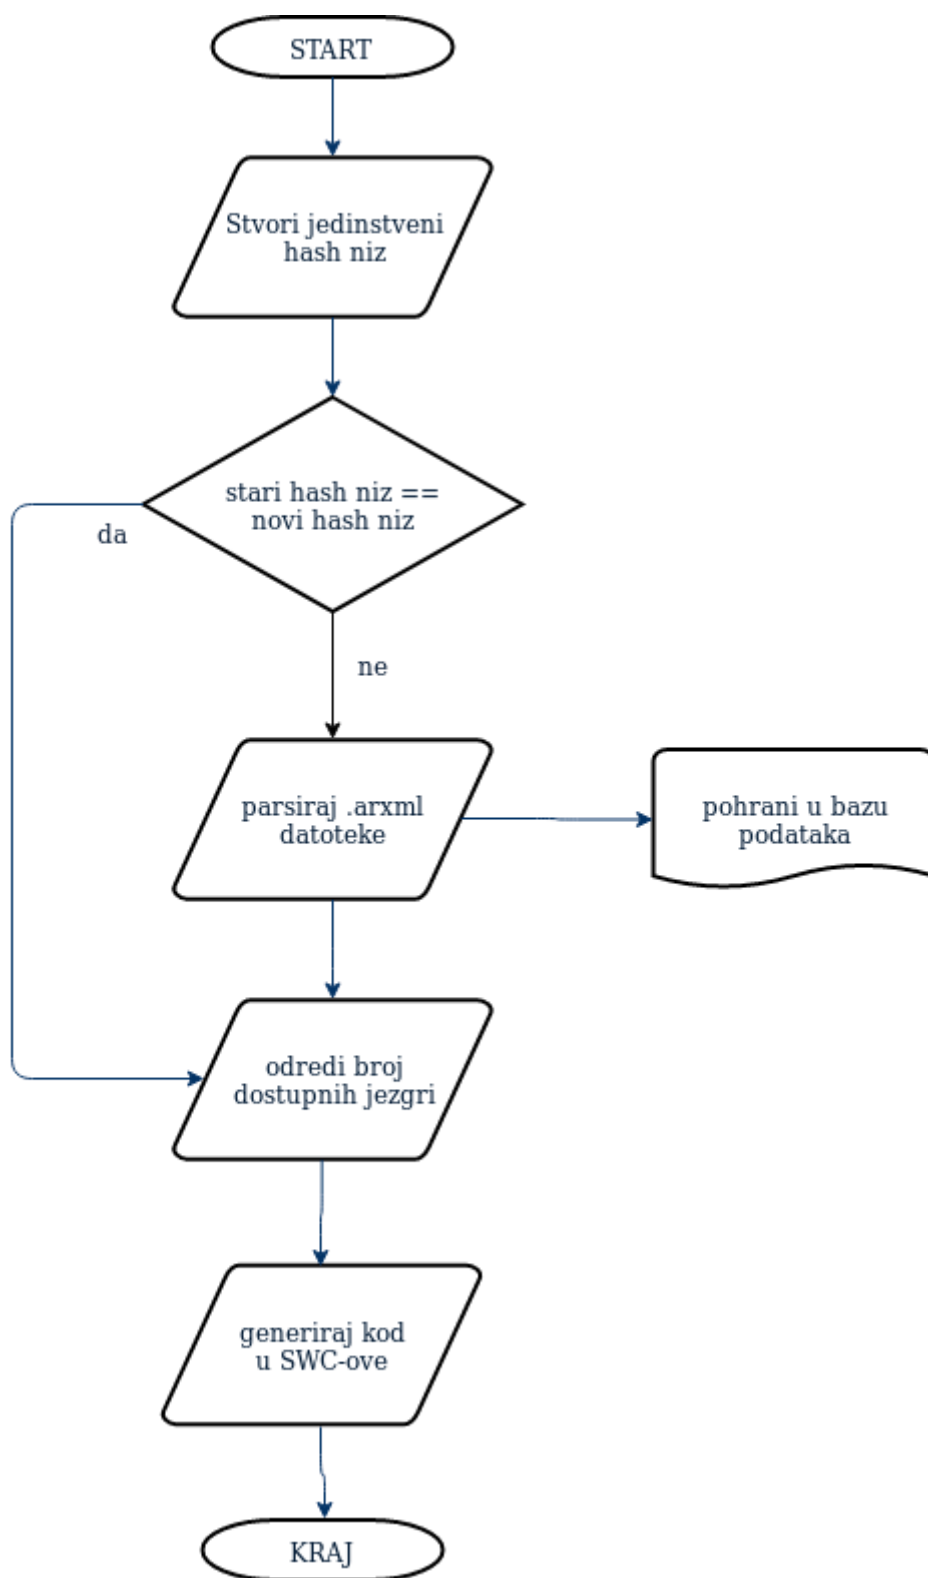 START
Stvori jedinstveni
hash niz
stari hash niz ==
novi hash niz
da
ne
parsiraj .arxml
datoteke
pohrani u bazu
podataka
odredi broj
dostupnih jezgri
generiraj kod
u SWC-ove
KRAJ